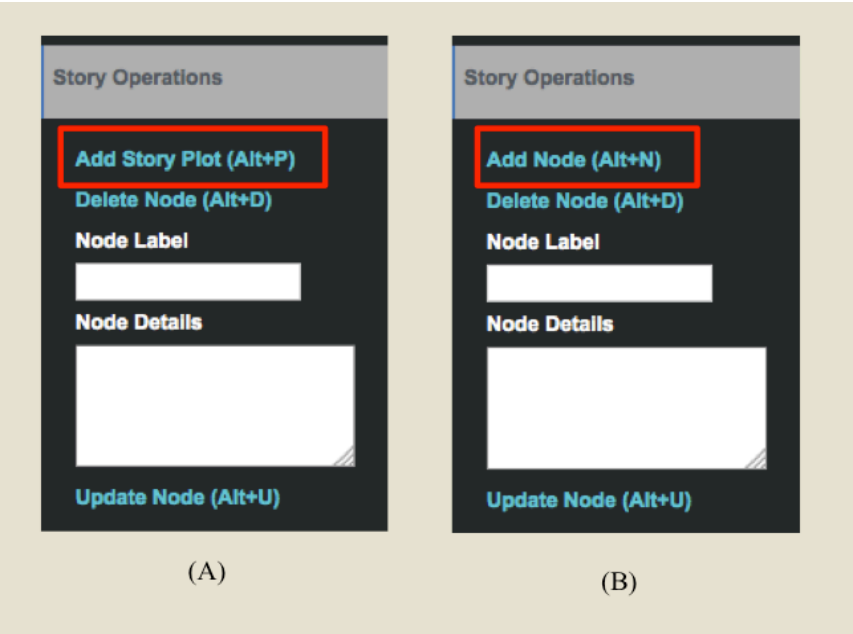 Story Operations
Add Story Plot (Alt+P)
Delete Node (Alt+D)
Node Label
Node Details
Update Node (Alt+U)
(A)
Story Operations
Add Node (Alt+N)
Delete Node (Alt+D)
Node Label
Node Details
Update Node (Alt+U)
(B)